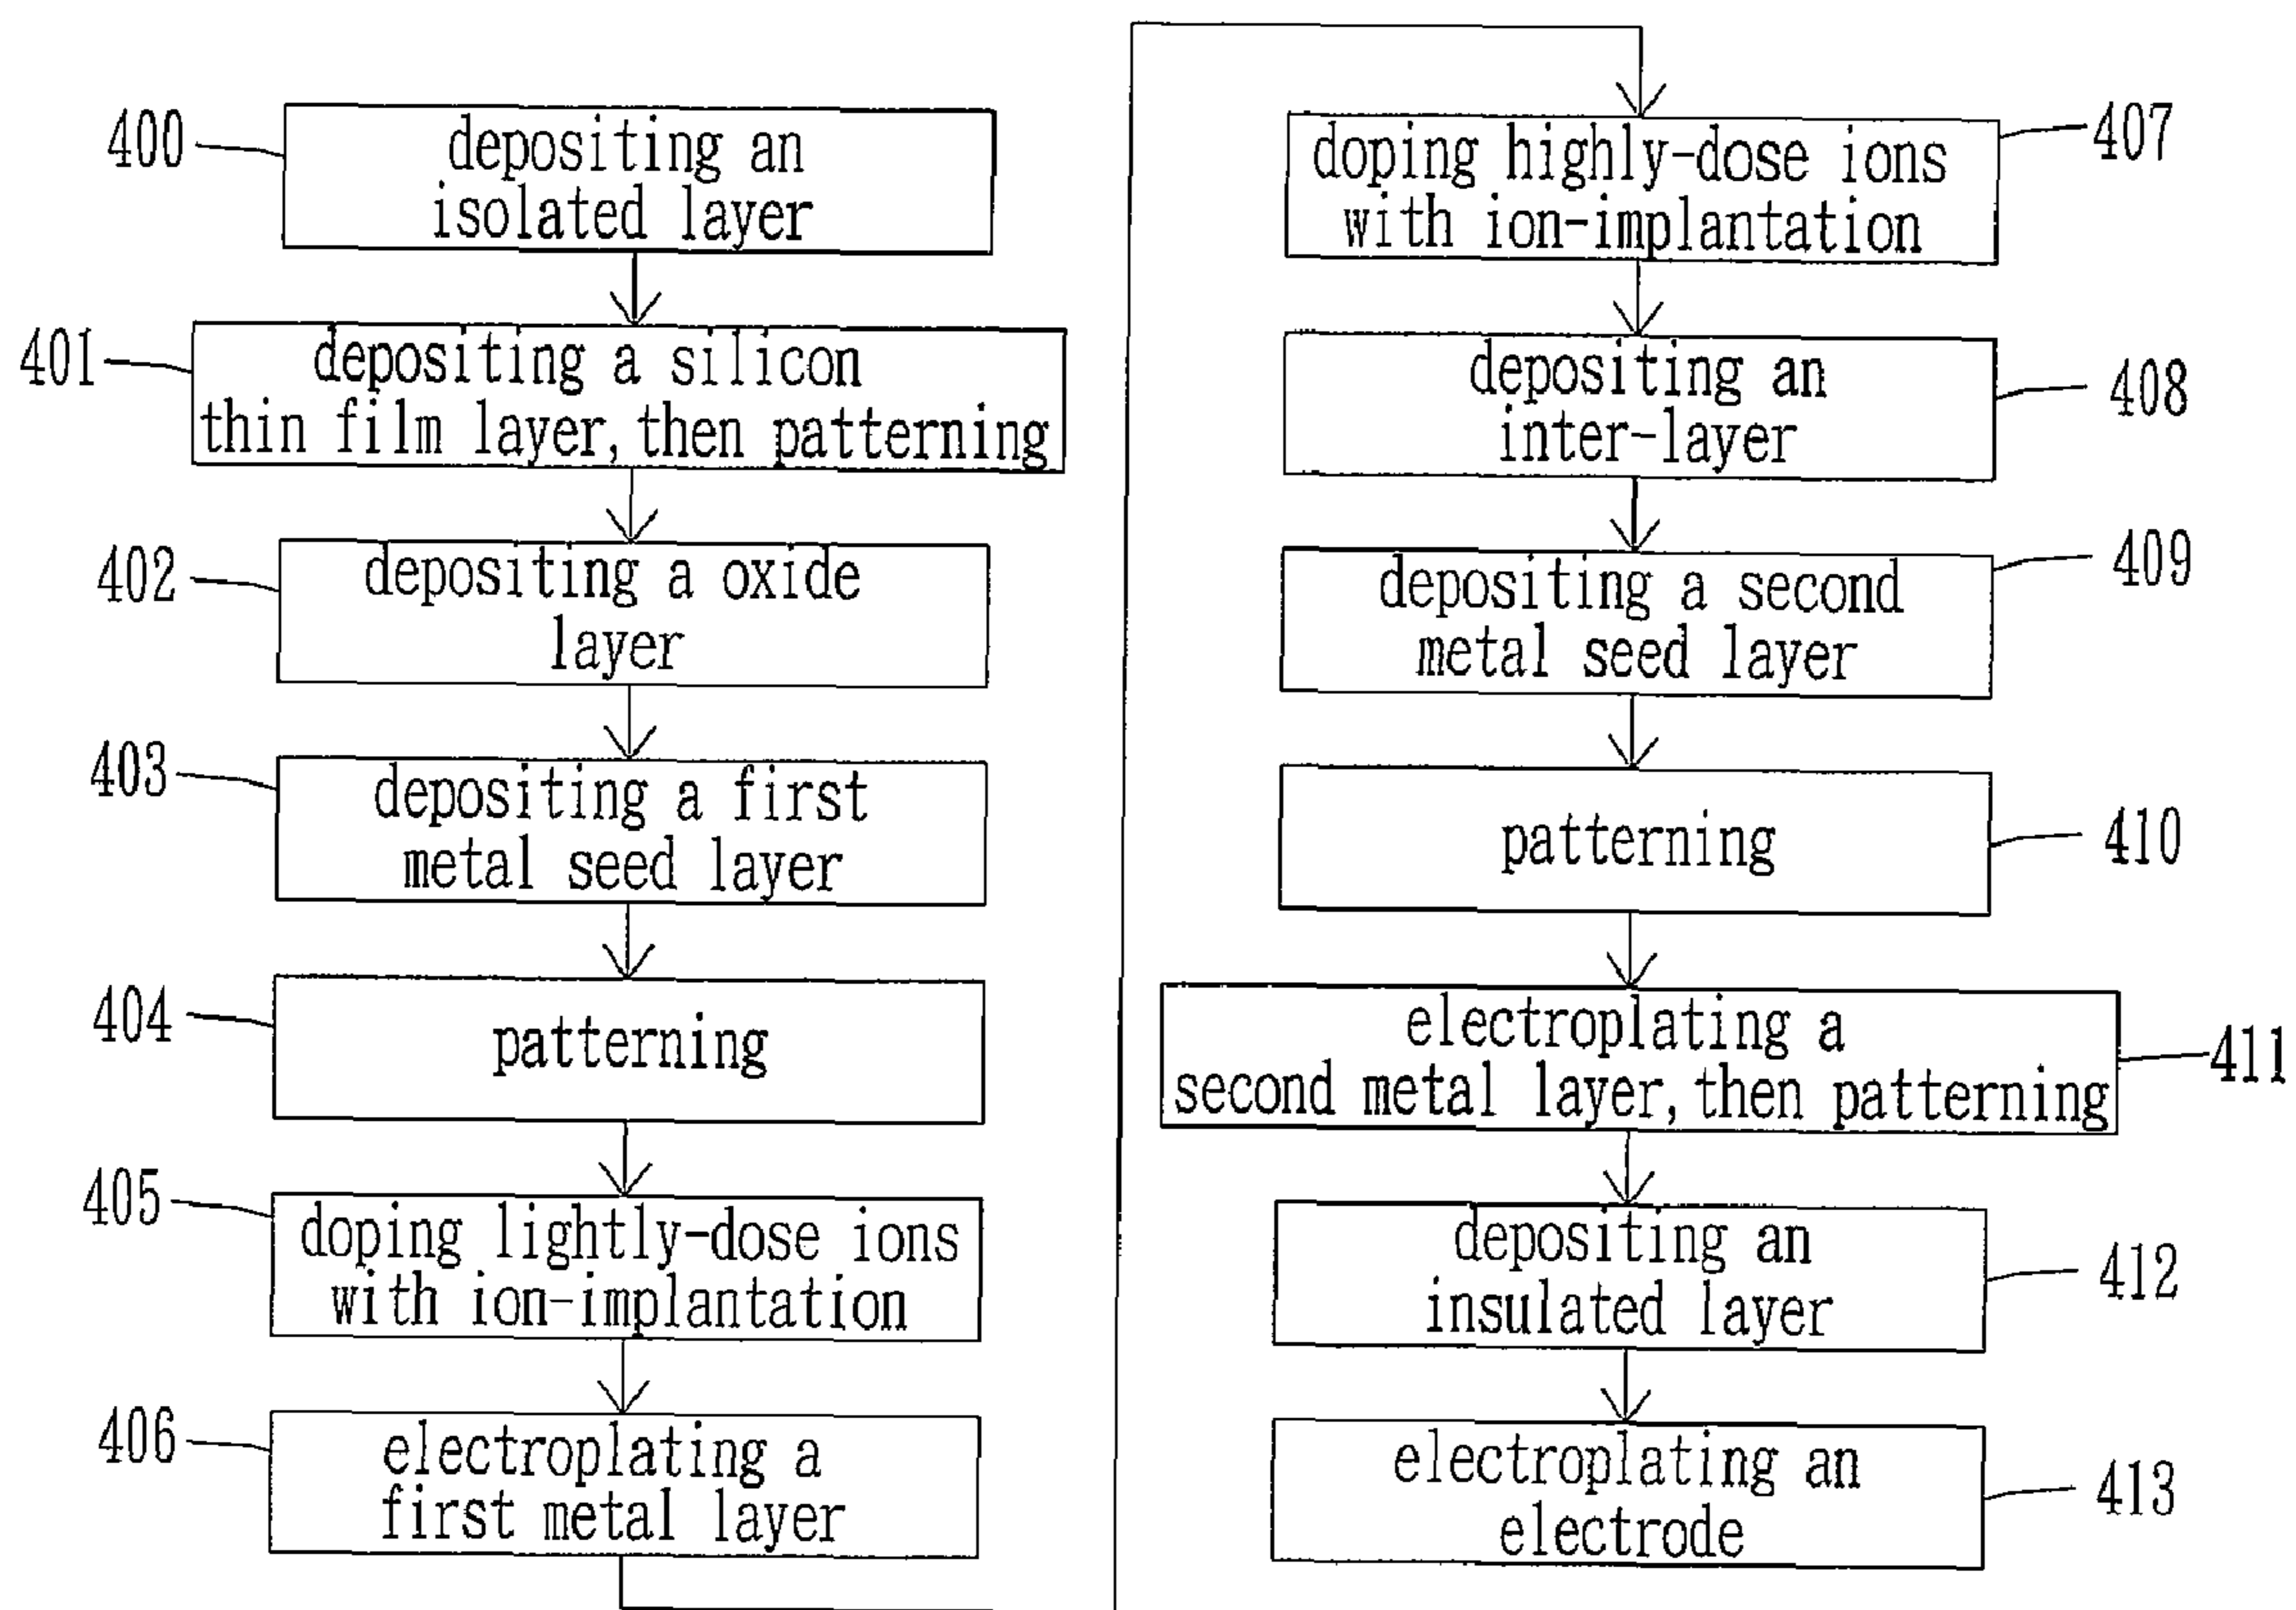 400
depositing an
isolated layer
401
depositing a silicon
thin film layer, then patterning
402
depositing a oxide
layer
403
depositing a first
metal seed layer
404
patterning
405
doping lightly-dose ions
with ion-implantation
406
electroplating a
first metal layer
407
doping highly-dose ions
with ion-implantation
408
depositing an
inter-layer
409
depositing a second
metal seed layer
410
patterning
411
electroplating a
second metal layer, then patterning
412
depositing an
insulated layer
413
electroplating an
electrode